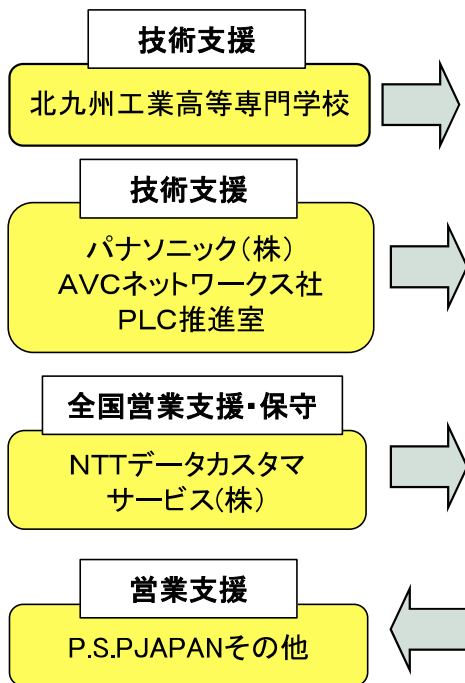 技術支援
北九州工業高等専門学校
技術支援
パナソニック(株)
AVCネットワークス社
PLC推進室
全国営業支援・保守
NTTデータカスタマ
サービス(株)
営業支援
P.S.PJAPANその他